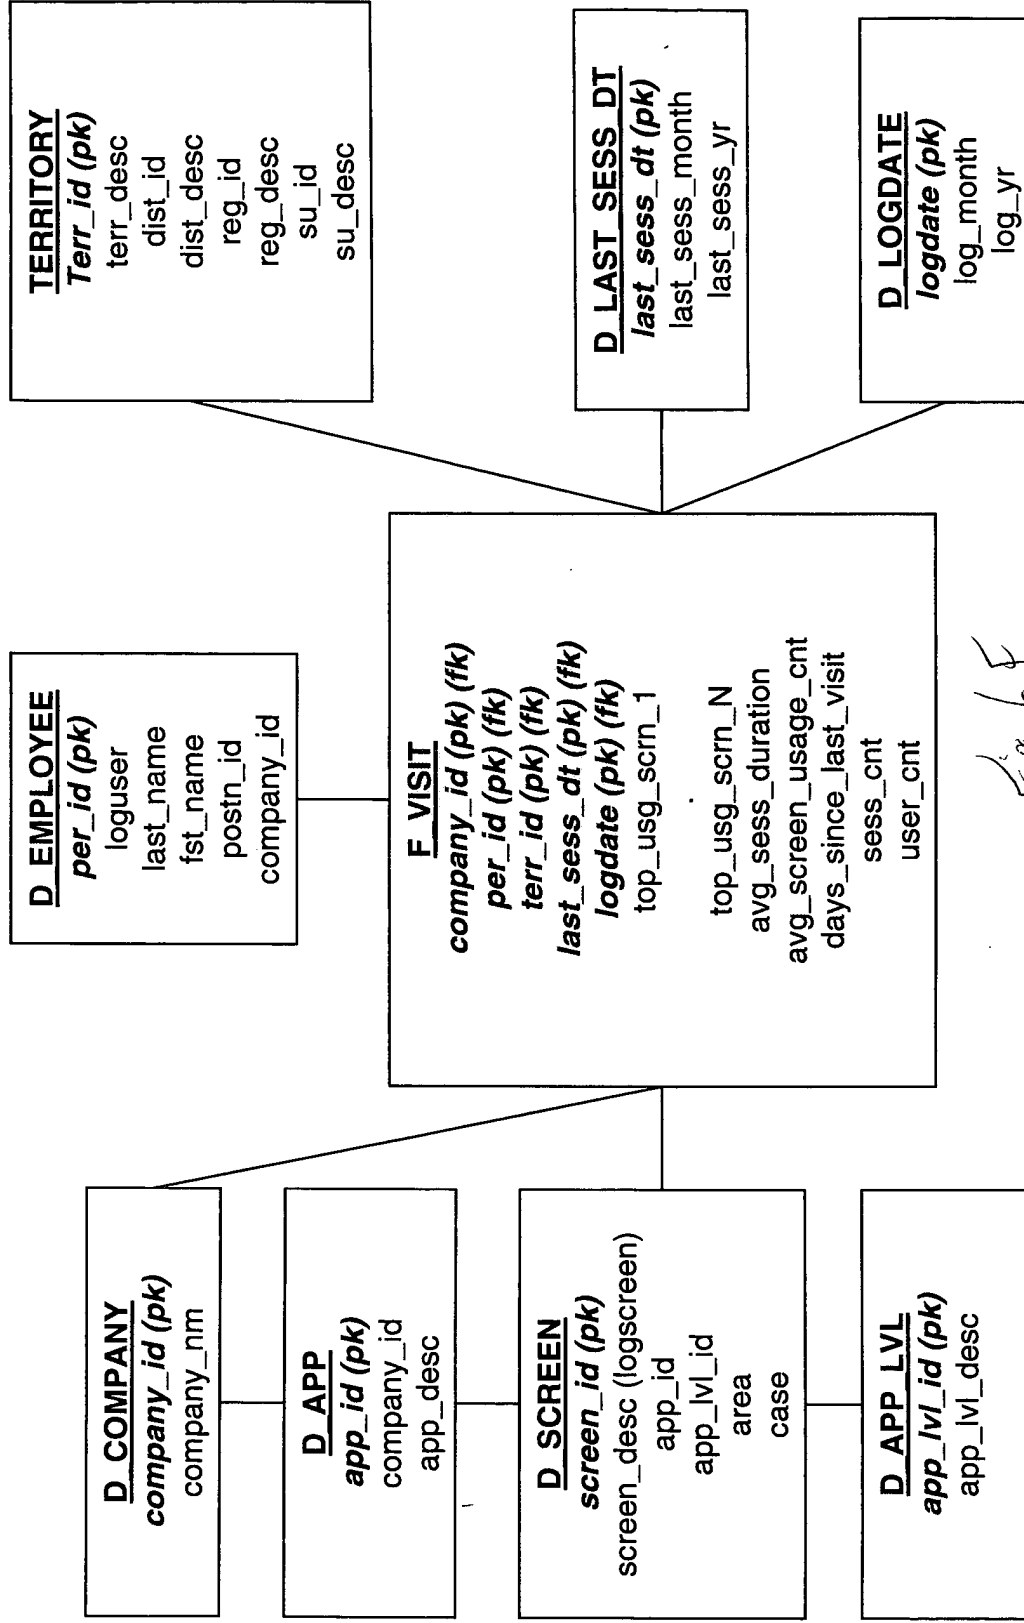 D_COMPANY
company_id (pk)
company_nm
D_APP
app_id (pk)
company_id
app_desc
D_SCREEN
screen_id (pk)
screen_desc (logscreen)
app_id
app_lvl_id
area
case
D_APP_LVL
app_lvl_id (pk)
app_lvl_desc
D_EMPLOYEE
per_id (pk)
loguser
last_name
fst_name
postn_id
company_id
F_VISIT
company_id (pk) (fk)
per_id (pk) (fk)
terr_id (pk) (fk)
last_sess_dt (pk) (fk)
logdate (pk) (fk)
top_usg_scrn_1
top_usg_scrn_N
avg_sess_duration
avg_screen_usage_cnt
days_since_last_visit
sess_cnt
user_cnt
TERRITORY
Terr_id (pk)
terr_desc
dist_id
dist_desc
reg_id
reg_desc
su_id
su_desc
D_LAST_SESS_DT
last_sess_dt (pk)
last_sess_month
last_sess_yr
D_LOGDATE
logdate (pk)
log_month
log_yr